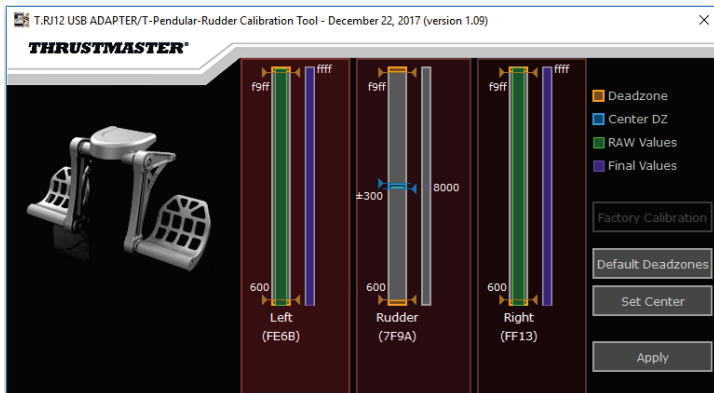 T.RJ12 USB ADAPTER/T-Pendular-Rudder Calibration Tool - December 22, 2017 (version 1.09)
THRUSTMASTER®
ffff
f9ff
600
Left
(FE6B)
f9ff
±300
8000
600
Rudder
(7F9A)
ffff
f9ff
600
Right
(FF13)
Deadzone
Center DZ
RAW Values
Final Values
Factory Calibration
Default Deadzones
Set Center
Apply